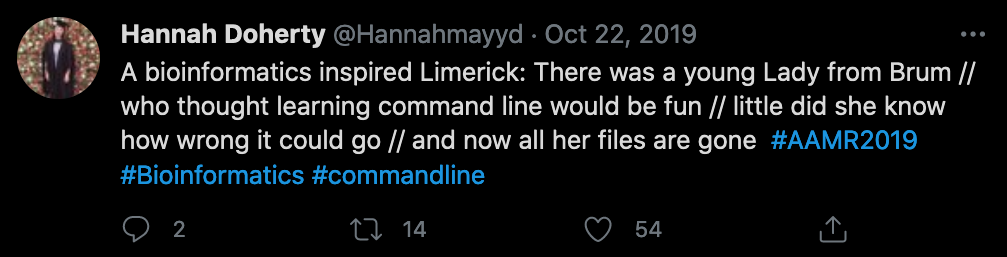 Hannah Doherty @Hannahmayyd · Oct 22, 2019
A bioinformatics inspired Limerick: There was a young Lady from Brum //
who thought learning command line would be fun // little did she know
how wrong it could go // and now all her files are gone #AAMR2019
#Bioinformatics #commandline
2 14 54